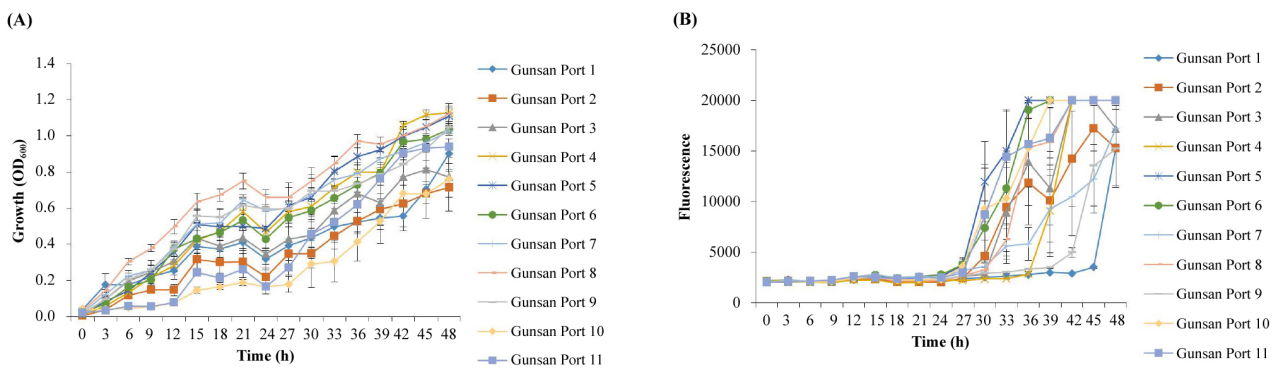 (A)
Growth (OD600)
1.4
1.2
1.0
0.8
0.6
0.4
0.2
0.0
0 3 6 9 12 15 18 21 24 27 30 33 36 39 42 45 48
Time (h)
Gunsan Port 1
Gunsan Port 2
Gunsan Port 3
Gunsan Port 4
Gunsan Port 5
Gunsan Port 6
Gunsan Port 7
Gunsan Port 8
Gunsan Port 9
Gunsan Port 10
Gunsan Port 11
(B)
Fluorescence
25000
20000
15000
10000
5000
0
0 3 6 9 12 15 18 21 24 27 30 33 36 39 42 45 48
Time (h)
Gunsan Port 1
Gunsan Port 2
Gunsan Port 3
Gunsan Port 4
Gunsan Port 5
Gunsan Port 6
Gunsan Port 7
Gunsan Port 8
Gunsan Port 9
Gunsan Port 10
Gunsan Port 11